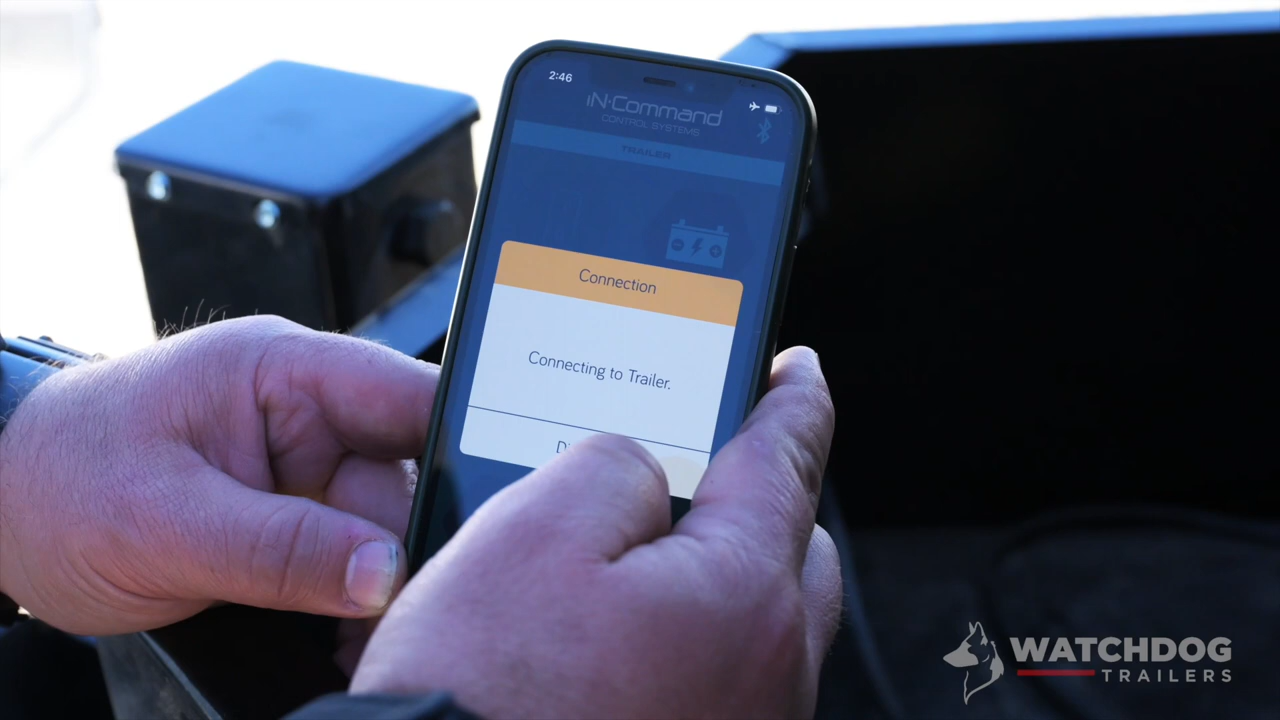 2:46
iN·Command
CONTROL SYSTEMS
TRAILER
Connection
Connecting to Trailer.
WATCHDOG
TRAILERS